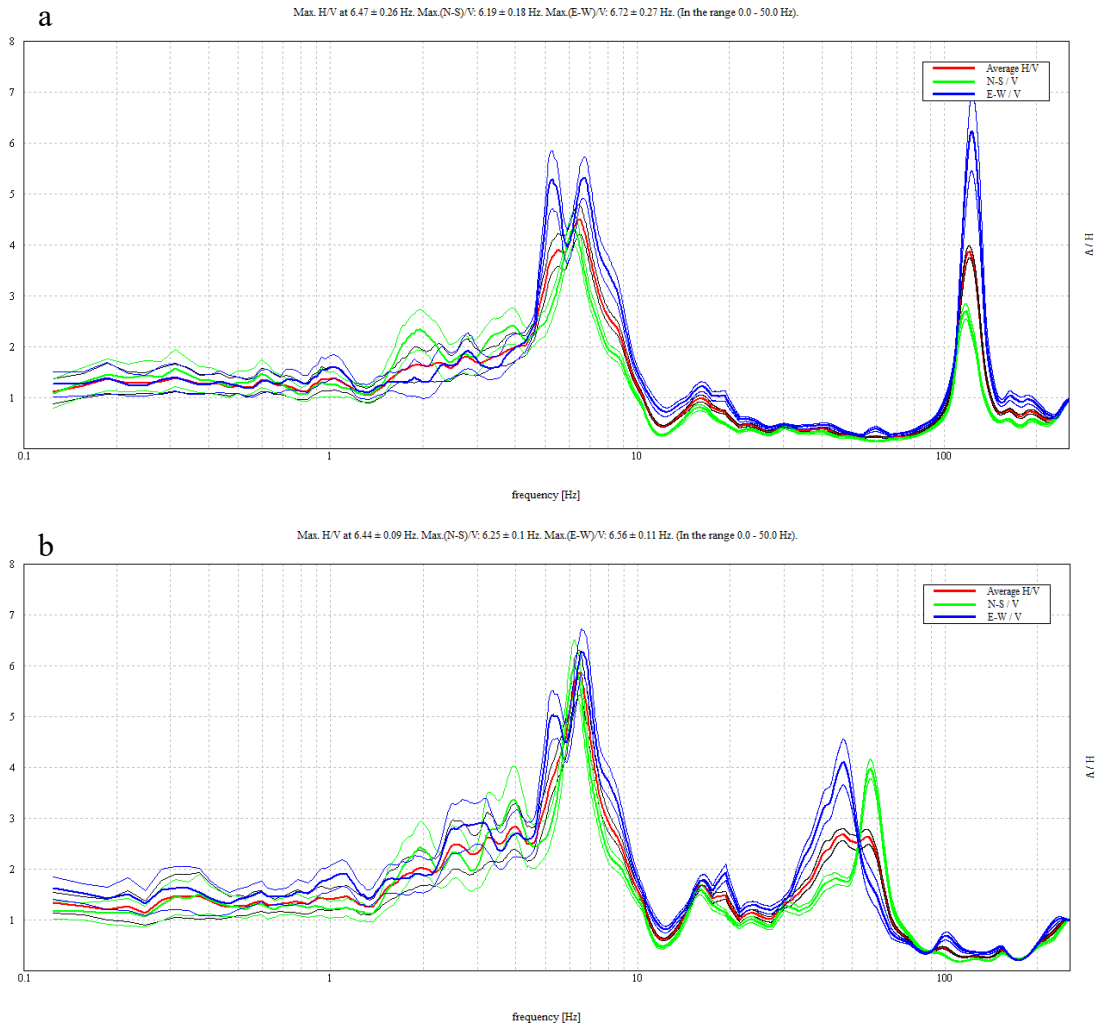 a
Max. H/V at 6.47 ± 0.26 Hz. Max.(N-S)/V: 6.19 ± 0.18 Hz. Max.(E-W)/V: 6.72 ± 0.27 Hz. (In the range 0.0 - 50.0 Hz).
8
7
6
5
4
3
2
1
Average H/V
N-S / V
E-W / V
H / V
0.1 1 10 100
frequency [Hz]
b
Max. H/V at 6.44 ± 0.09 Hz. Max.(N-S)/V: 6.25 ± 0.1 Hz. Max.(E-W)/V: 6.56 ± 0.11 Hz. (In the range 0.0 - 50.0 Hz).
8
7
6
5
4
3
2
1
Average H/V
N-S / V
E-W / V
H / V
0.1 1 10 100
frequency [Hz]